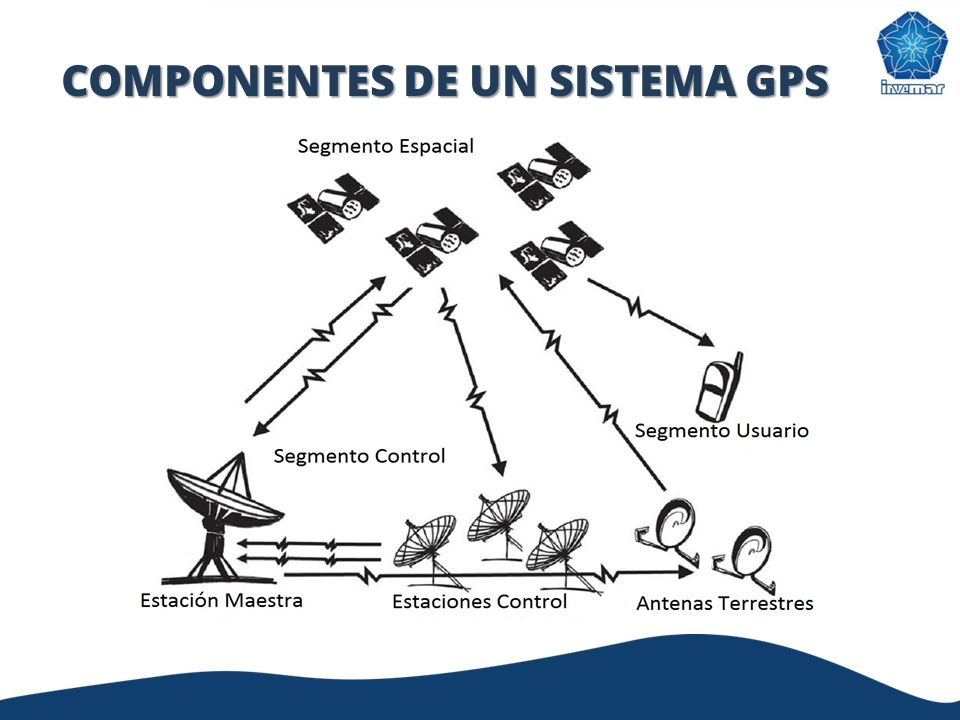 COMPONENTES DE UN SISTEMA GPS
invemar
Segmento Espacial
Segmento Usuario
Segmento Control
Estación Maestra
Estaciones Control
Antenas Terrestres